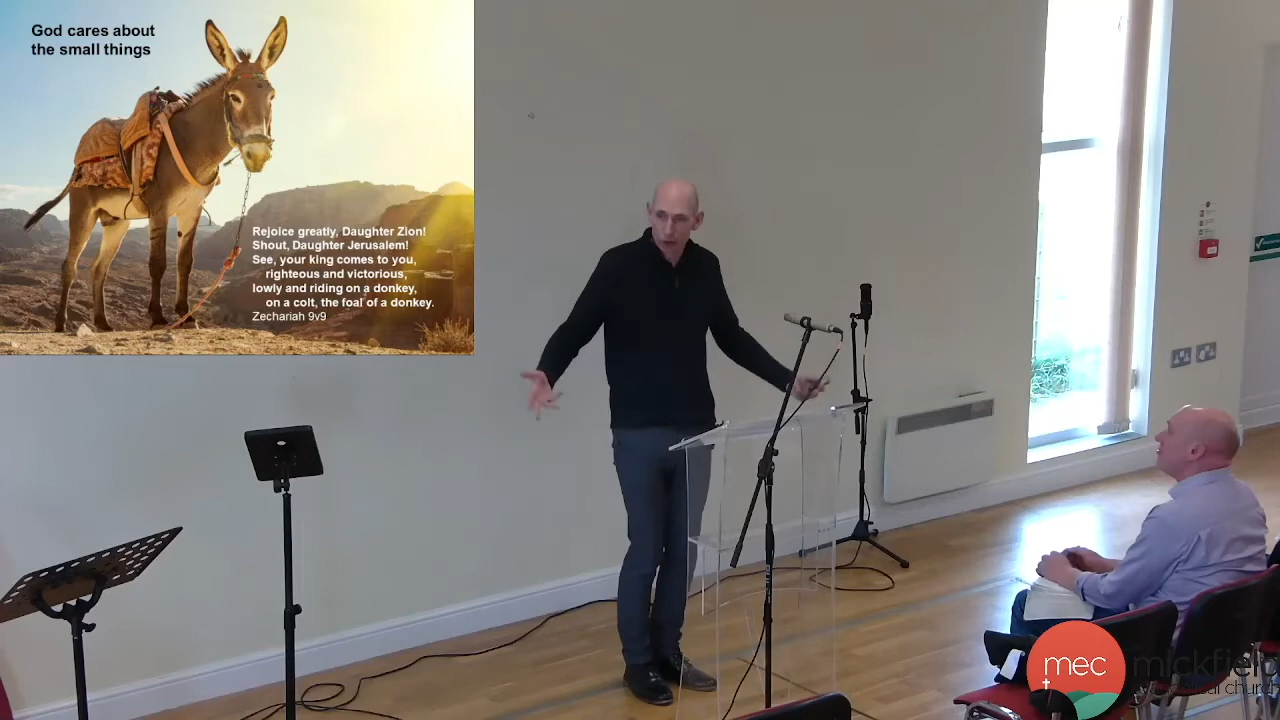 God cares about
the small things
Rejoice greatly, Daughter Zion!
Shout, Daughter Jerusalem!
See, your king comes to you,
righteous and victorious,
lowly and riding on a donkey,
on a colt, the foal of a donkey.
Zechariah 9v9
mec
mickfield
church